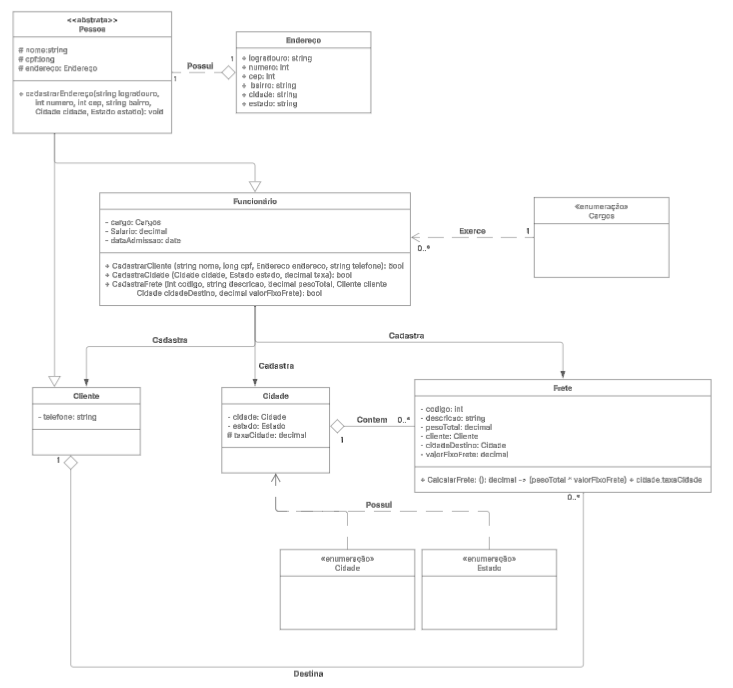 <<abstrata>>
Pessoa
# nome:string
# cpf:long
# endereço: Endereço
+ cadastrarEndereço(string logradouro,
int numero, int cep, string bairro,
Cidade cidade, Estado estado): void
Possui
1
1
Endereço
+ logradouro: string
+ numero: int
+ cep: int
+ bairro: string
+ cidade: string
+ estado: string
Funcionário
- cargo: Cargos
- Salario: decimal
- dataAdmissao: date
+ CadastrarCliente (string nome, long cpf, Endereco endereco, string telefone): bool
+ CadastraCidade (Cidade cidade, Estado estado, decimal taxa): bool
+ CadastraFrete (int codigo, string descricao, decimal pesoTotal, Cliente cliente
Cidade cidadeDestino, decimal valorFixoFrete): bool
Exerce
1
0..*
«enumeração»
Cargos
Cadastra
Cadastra
Cadastra
Cliente
- telefone: string
1
Cidade
- cidade: Cidade
- estado: Estado
# taxaCidade: decimal
Contem
1
0..*
Frete
- codigo: int
- descricao: string
- pesoTotal: decimal
- cliente: Cliente
- cidadeDestino: Cidade
- valorFixoFrete: decimal
+ CalcularFrete: (): decimal -> (pesoTotal * valorFixoFrete) + cidade.taxaCidade
0..*
Possui
«enumeração»
Cidade
«enumeração»
Estado
Destina